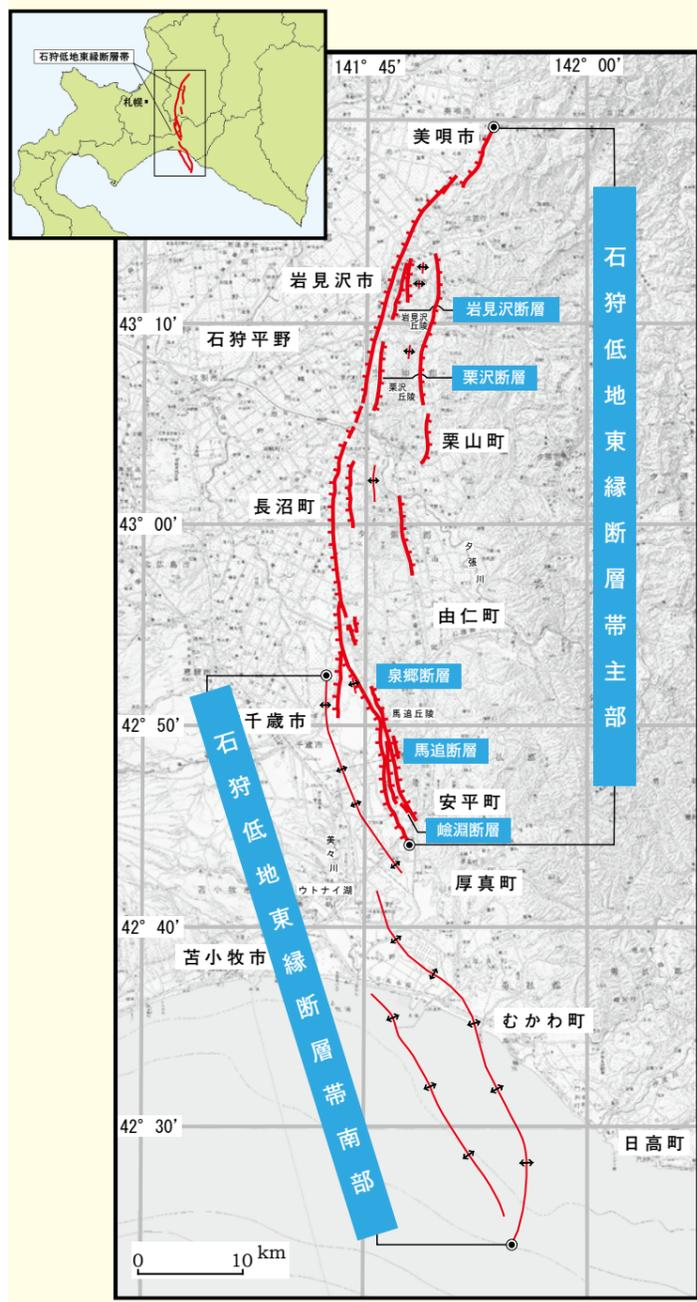 石狩低地東縁断層帯
札幌
141° 45'
142° 00'
美唄市
岩見沢市
岩見沢
丘陵
岩見沢断層
43° 10'
石狩平野
栗沢断層
栗沢
丘陵
栗山町
長沼町
43° 00'
夕張川
由仁町
泉郷断層
千歳市
42° 50'
馬追丘陵
馬追断層
安平町
嶮淵断層
美々川
ウトナイ湖
厚真町
42° 40'
苫小牧市
むかわ町
42° 30'
日高町
石狩低地東縁断層帯主部
石狩低地東縁断層帯南部
0 10 km